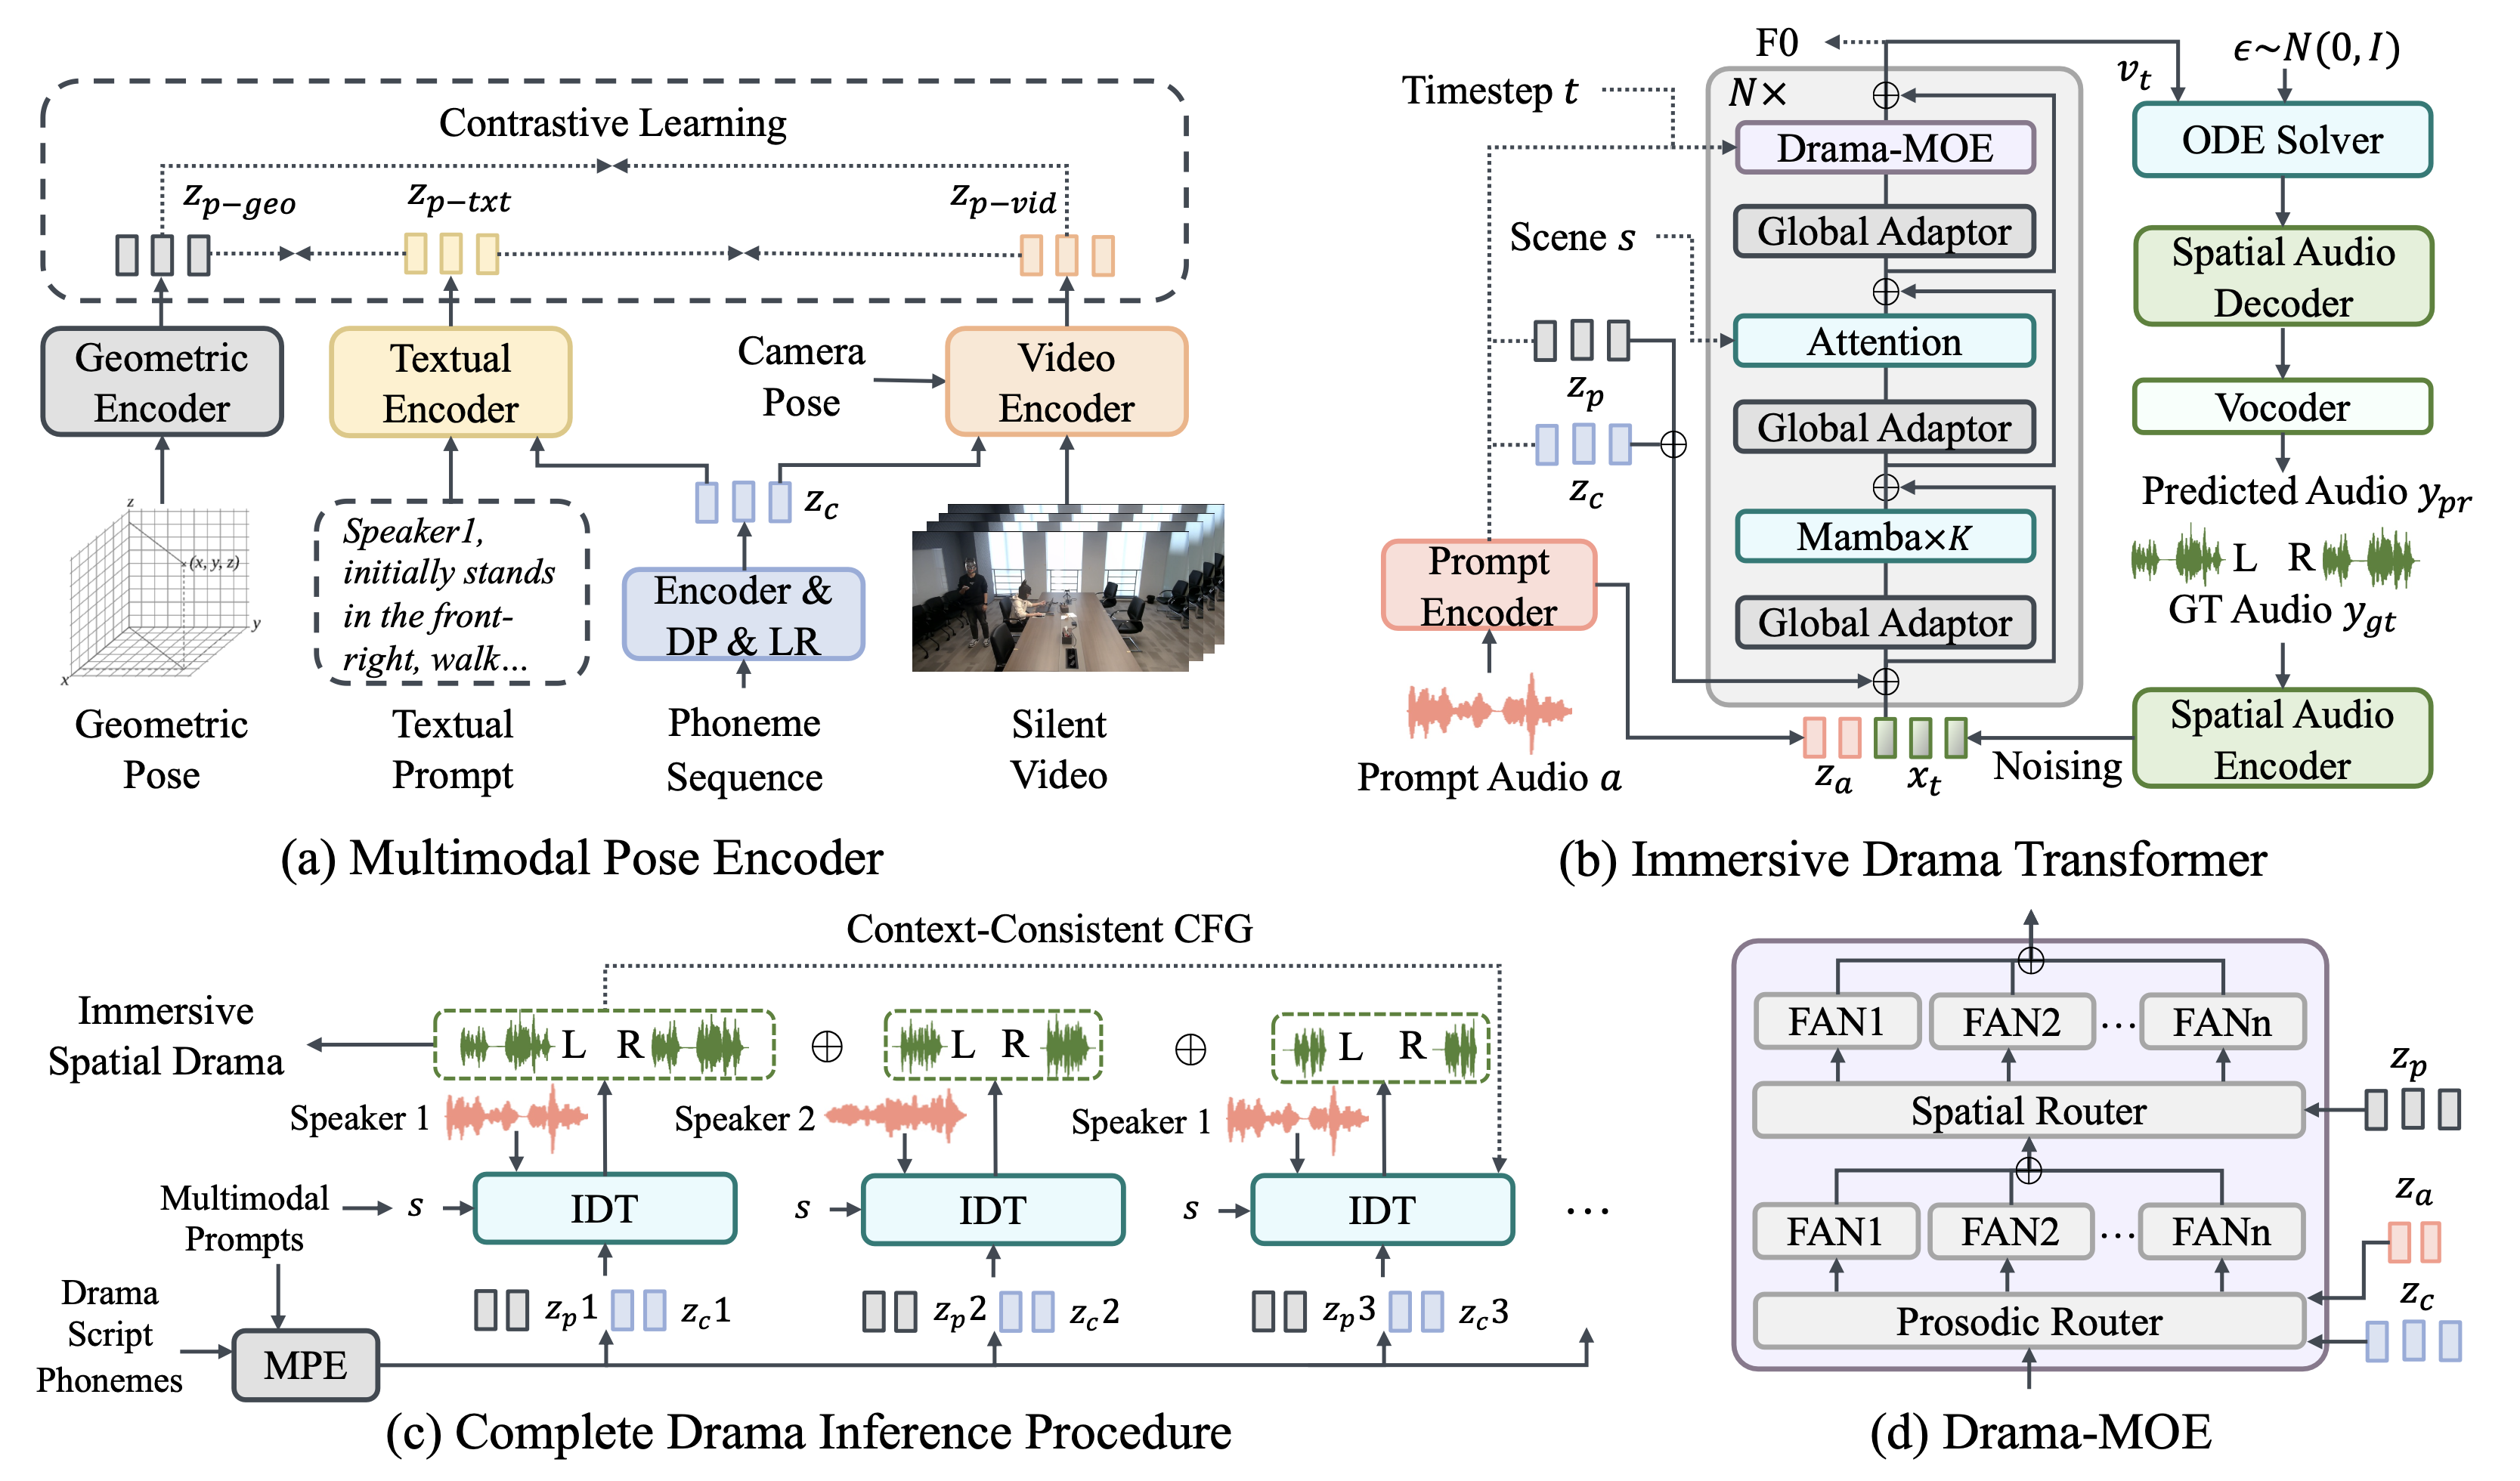 Contrastive Learning
z_{p-geo}
z_{p-txt}
z_{p-vid}
Geometric
Encoder
Textual
Encoder
Camera
Pose
Video
Encoder
z_c
z
(x, y, z)
y
x
Speaker1,
initially stands
in the front-
right, walk...
Encoder &
DP & LR
Geometric
Pose
Textual
Prompt
Phoneme
Sequence
Silent
Video
(a) Multimodal Pose Encoder
F0
Timestep t
N×
Drama-MOE
Global Adaptor
Scene s
Attention
z_p
Global Adaptor
z_c
Mamba×K
Prompt
Encoder
Global Adaptor
Prompt Audio a
z_a
x_t
Noising
v_t
ϵ~N(0, I)
ODE Solver
Spatial Audio
Decoder
Vocoder
Predicted Audio y_{pr}
L R
GT Audio y_{gt}
Spatial Audio
Encoder
(b) Immersive Drama Transformer
Context-Consistent CFG
Immersive
Spatial Drama
L R
L R
L R
Speaker 1
Speaker 2
Speaker 1
Multimodal
Prompts
s
IDT
s
IDT
s
IDT
...
Drama
Script
Phonemes
MPE
z_p1
z_c1
z_p2
z_c2
z_p3
z_c3
(c) Complete Drama Inference Procedure
FAN1
FAN2
...
FANn
z_p
Spatial Router
z_a
FAN1
FAN2
...
FANn
z_c
Prosodic Router
(d) Drama-MOE